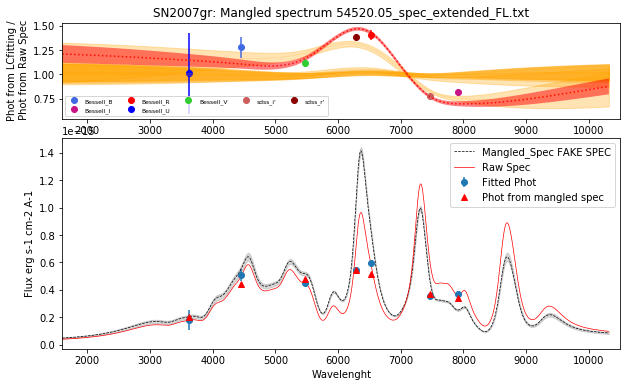 SN2007gr: Mangled spectrum 54520.05_spec_extended_FL.txt
Phot from LCfitting /
Phot from Raw Spec
1.50
1.25
1.00
0.75
Bessell_B Bessell_R Bessell_V sdss_i' sdss_r'
Bessell_I Bessell_U
2000 3000 4000 5000 6000 7000 8000 9000 10000
1e−15
Flux erg s-1 cm-2 A-1
1.4
1.2
1.0
0.8
0.6
0.4
0.2
0.0
Mangled_Spec FAKE SPEC
Raw Spec
Fitted Phot
Phot from mangled spec
2000 3000 4000 5000 6000 7000 8000 9000 10000
Wavelenght